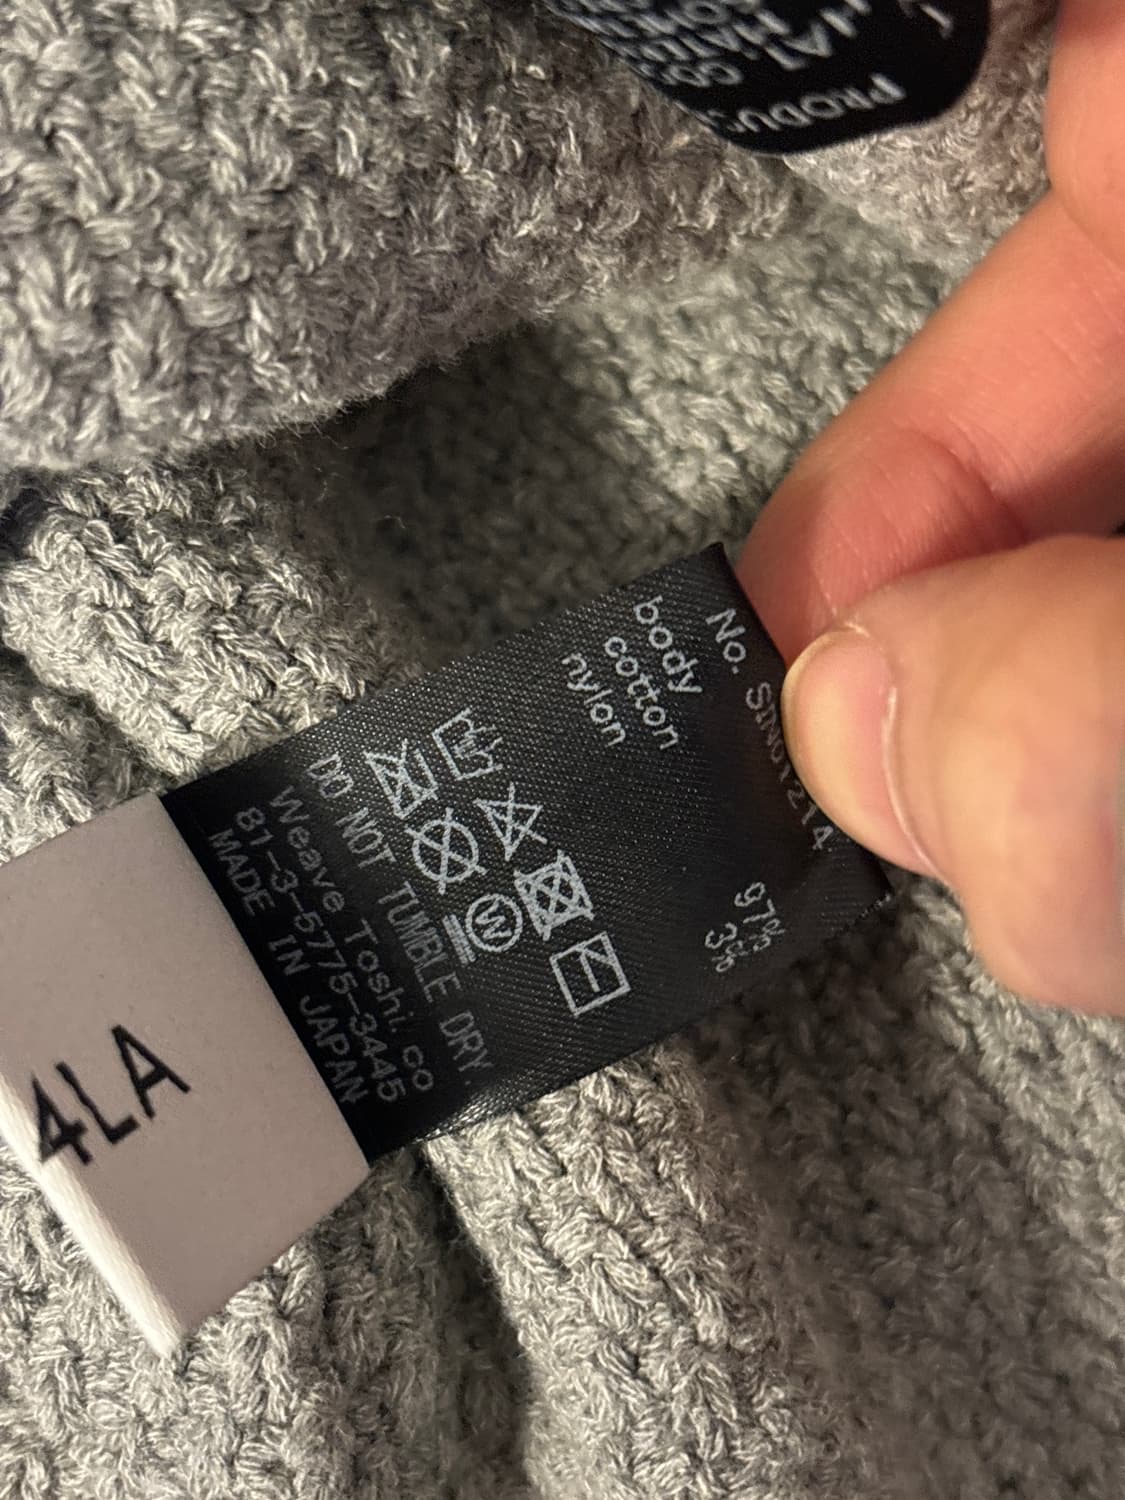 No. SIN01214
body
cotton 97%
nylon 3%
W
DO NOT TUMBLE DRY.
Weave Toshi. co
81-3-5775-3445
MADE IN JAPAN
4LA